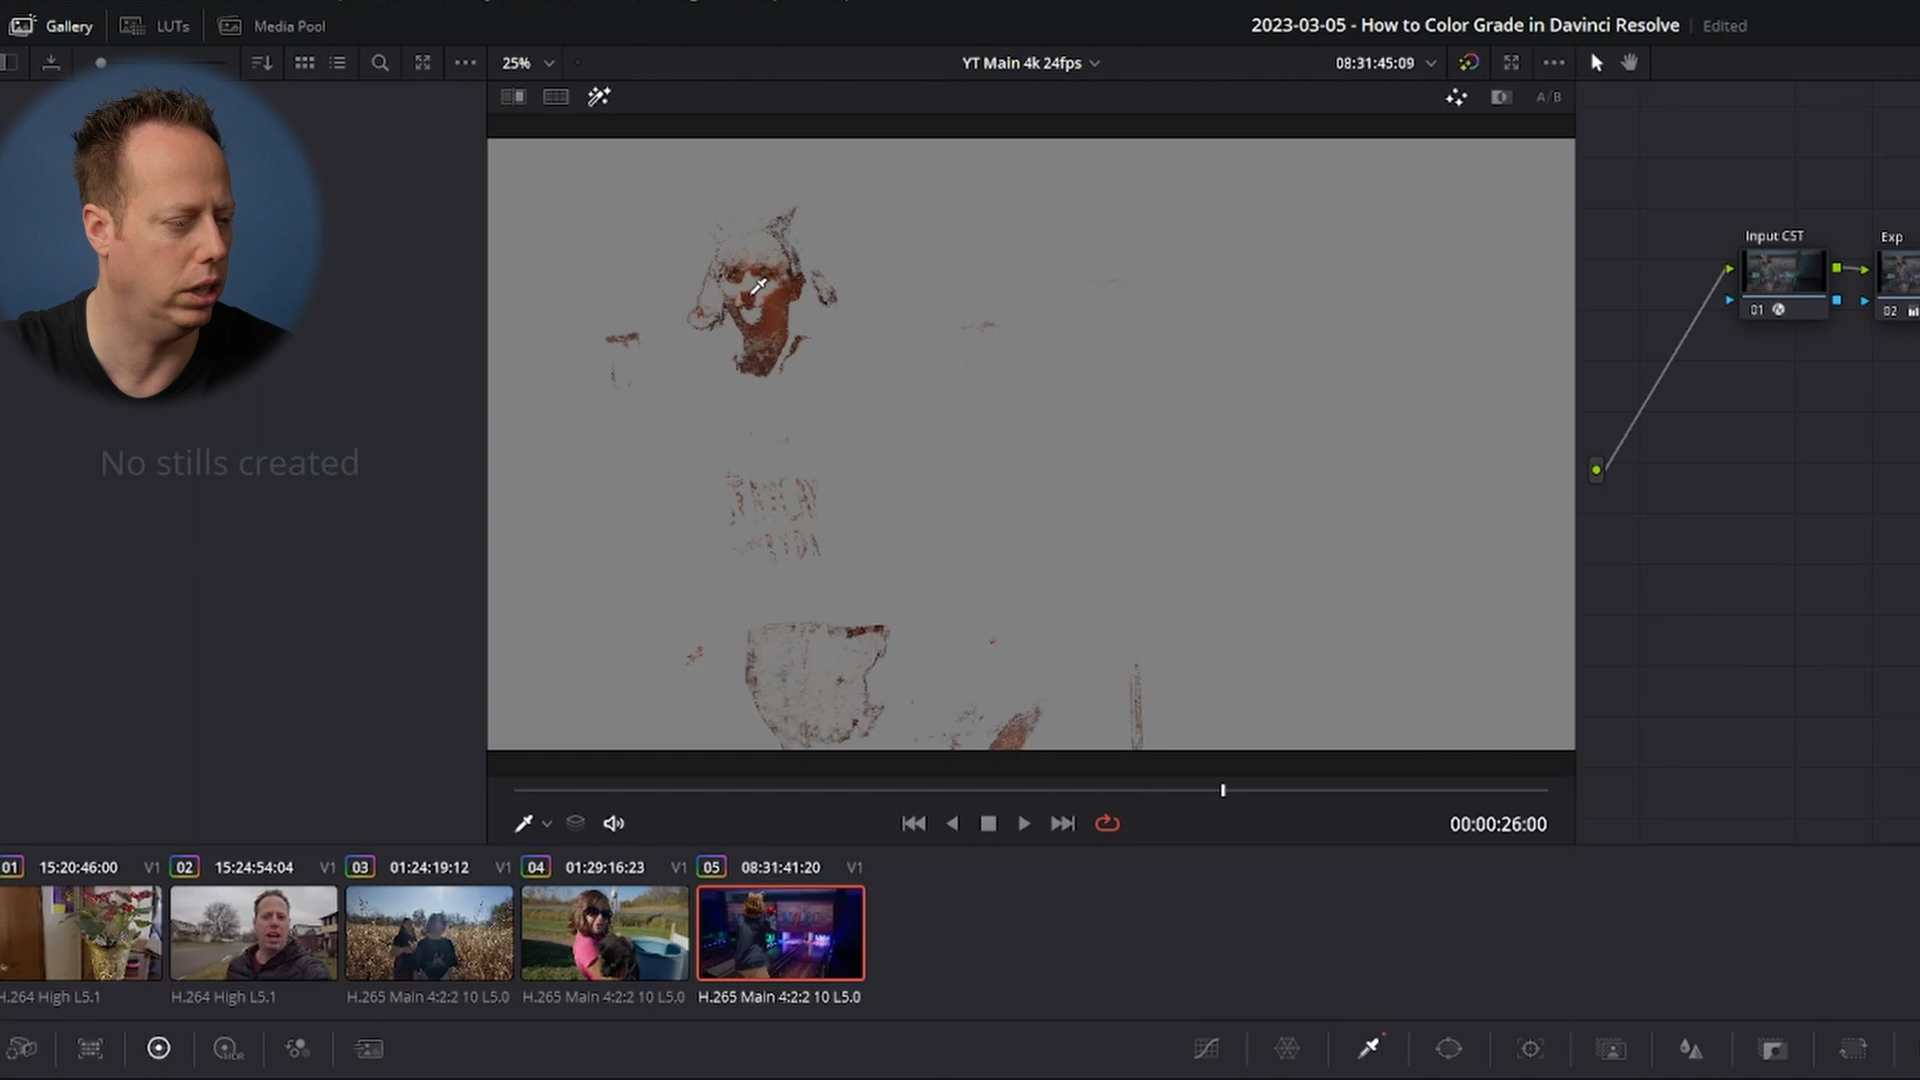 Gallery
LUTs
Media Pool
2023-03-05 - How to Color Grade in Davinci Resolve
Edited
25%
YT Main 4k 24fps
08:31:45:09
A/B
Input CST
Exp
01
02
No stills created
00:00:26:00
01 15:20:46:00 V1
02 15:24:54:04 V1
03 01:24:19:12 V1
04 01:29:16:23 V1
05 08:31:41:20 V1
H.264 High L5.1
H.264 High L5.1
H.265 Main 4:2:2 10 L5.0
H.265 Main 4:2:2 10 L5.0
H.265 Main 4:2:2 10 L5.0
HDR